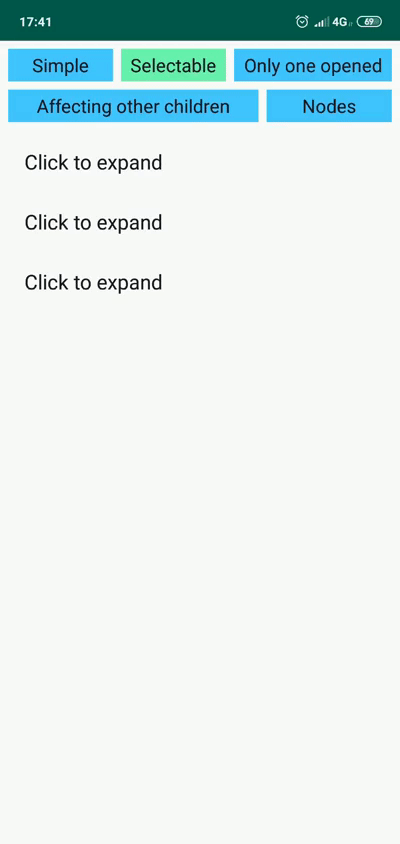 17:41 4G 69
Simple Selectable Only one opened
Affecting other children Nodes
Click to expand
Click to expand
Click to expand